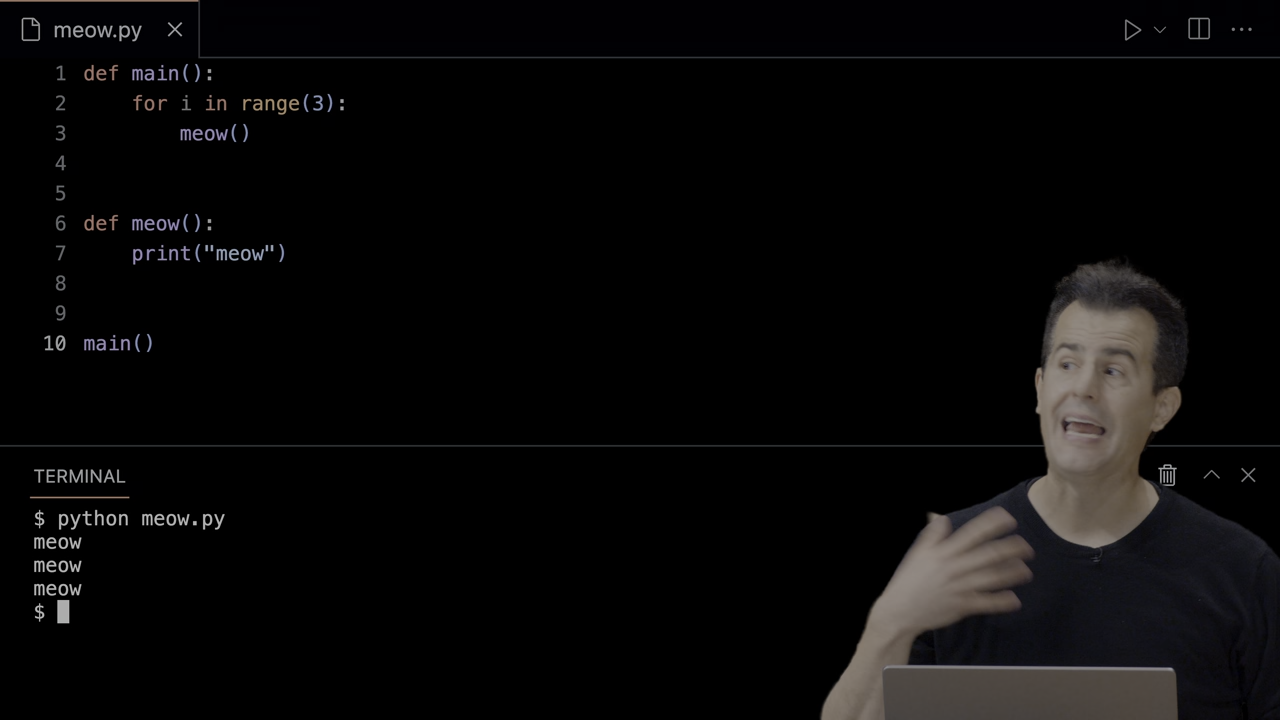 meow.py
1 def main():
2     for i in range(3):
3         meow()
4
5
6 def meow():
7     print("meow")
8
9
10 main()
TERMINAL
$ python meow.py
meow
meow
meow
$